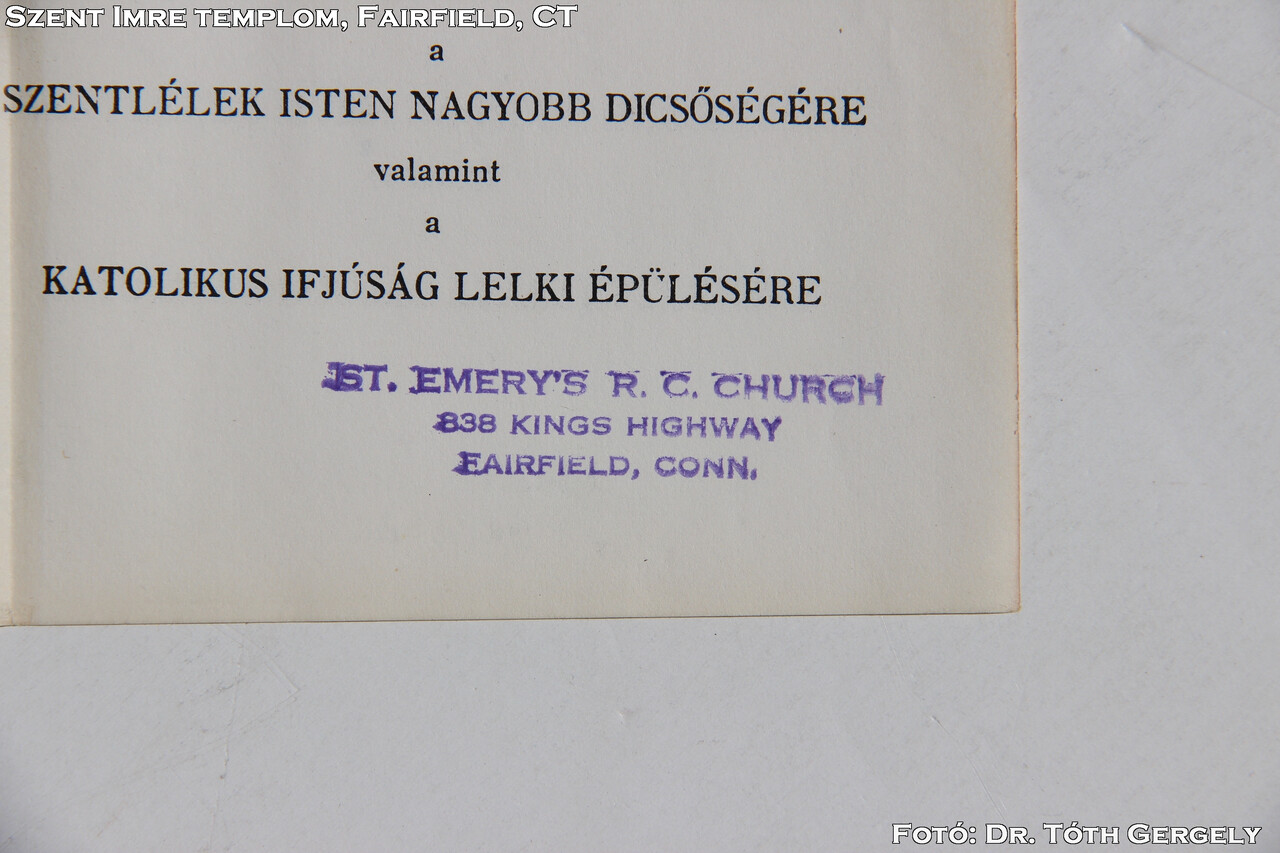 SZENT IMRE TEMPLOM, FAIRFIELD, CT
a
SZENTLÉLEK ISTEN NAGYOBB DICSŐSÉGÉRE
valamint
a
KATOLIKUS IFJÚSÁG LELKI ÉPÜLÉSÉRE
ST. EMERY'S R. C. CHURCH
838 KINGS HIGHWAY
FAIRFIELD, CONN.
FOTÓ: DR. TÓTH GERGELY